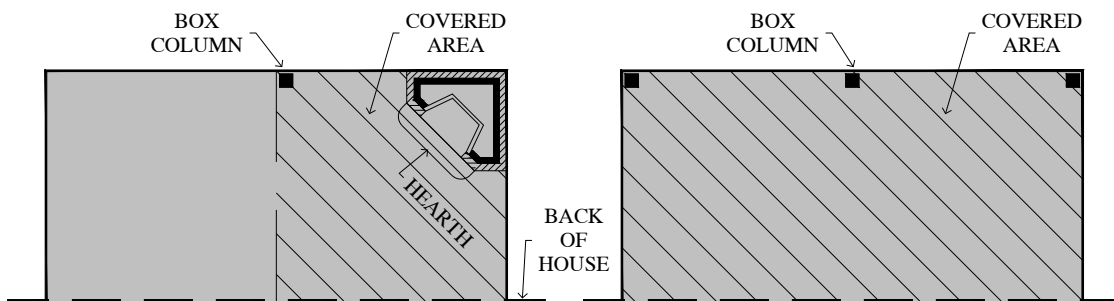 BOX
COLUMN
COVERED
AREA
HEARTH
BACK
OF
HOUSE
BOX
COLUMN
COVERED
AREA